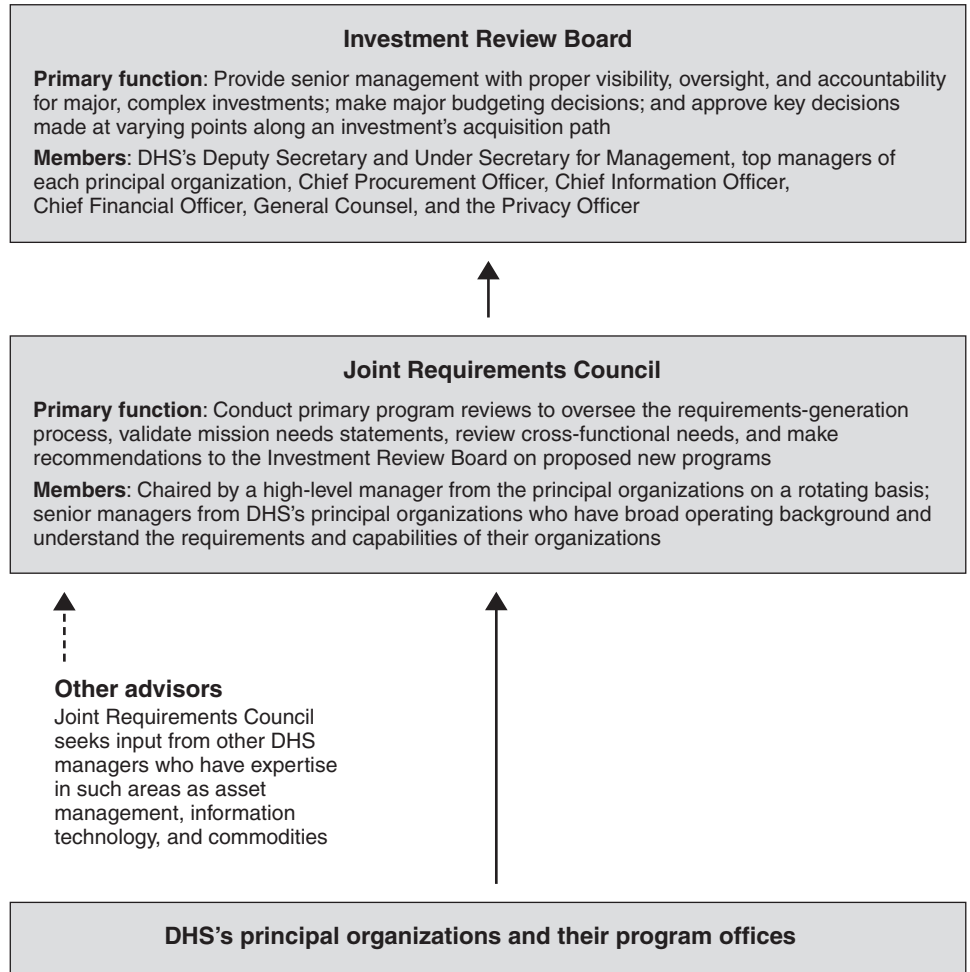 Investment Review Board
Primary function: Provide senior management with proper visibility, oversight, and accountability
for major, complex investments; make major budgeting decisions; and approve key decisions
made at varying points along an investment's acquisition path
Members: DHS's Deputy Secretary and Under Secretary for Management, top managers of
each principal organization, Chief Procurement Officer, Chief Information Officer,
Chief Financial Officer, General Counsel, and the Privacy Officer
Joint Requirements Council
Primary function: Conduct primary program reviews to oversee the requirements-generation
process, validate mission needs statements, review cross-functional needs, and make
recommendations to the Investment Review Board on proposed new programs
Members: Chaired by a high-level manager from the principal organizations on a rotating basis;
senior managers from DHS's principal organizations who have broad operating background and
understand the requirements and capabilities of their organizations
Other advisors
Joint Requirements Council
seeks input from other DHS
managers who have expertise
in such areas as asset
management, information
technology, and commodities
DHS's principal organizations and their program offices